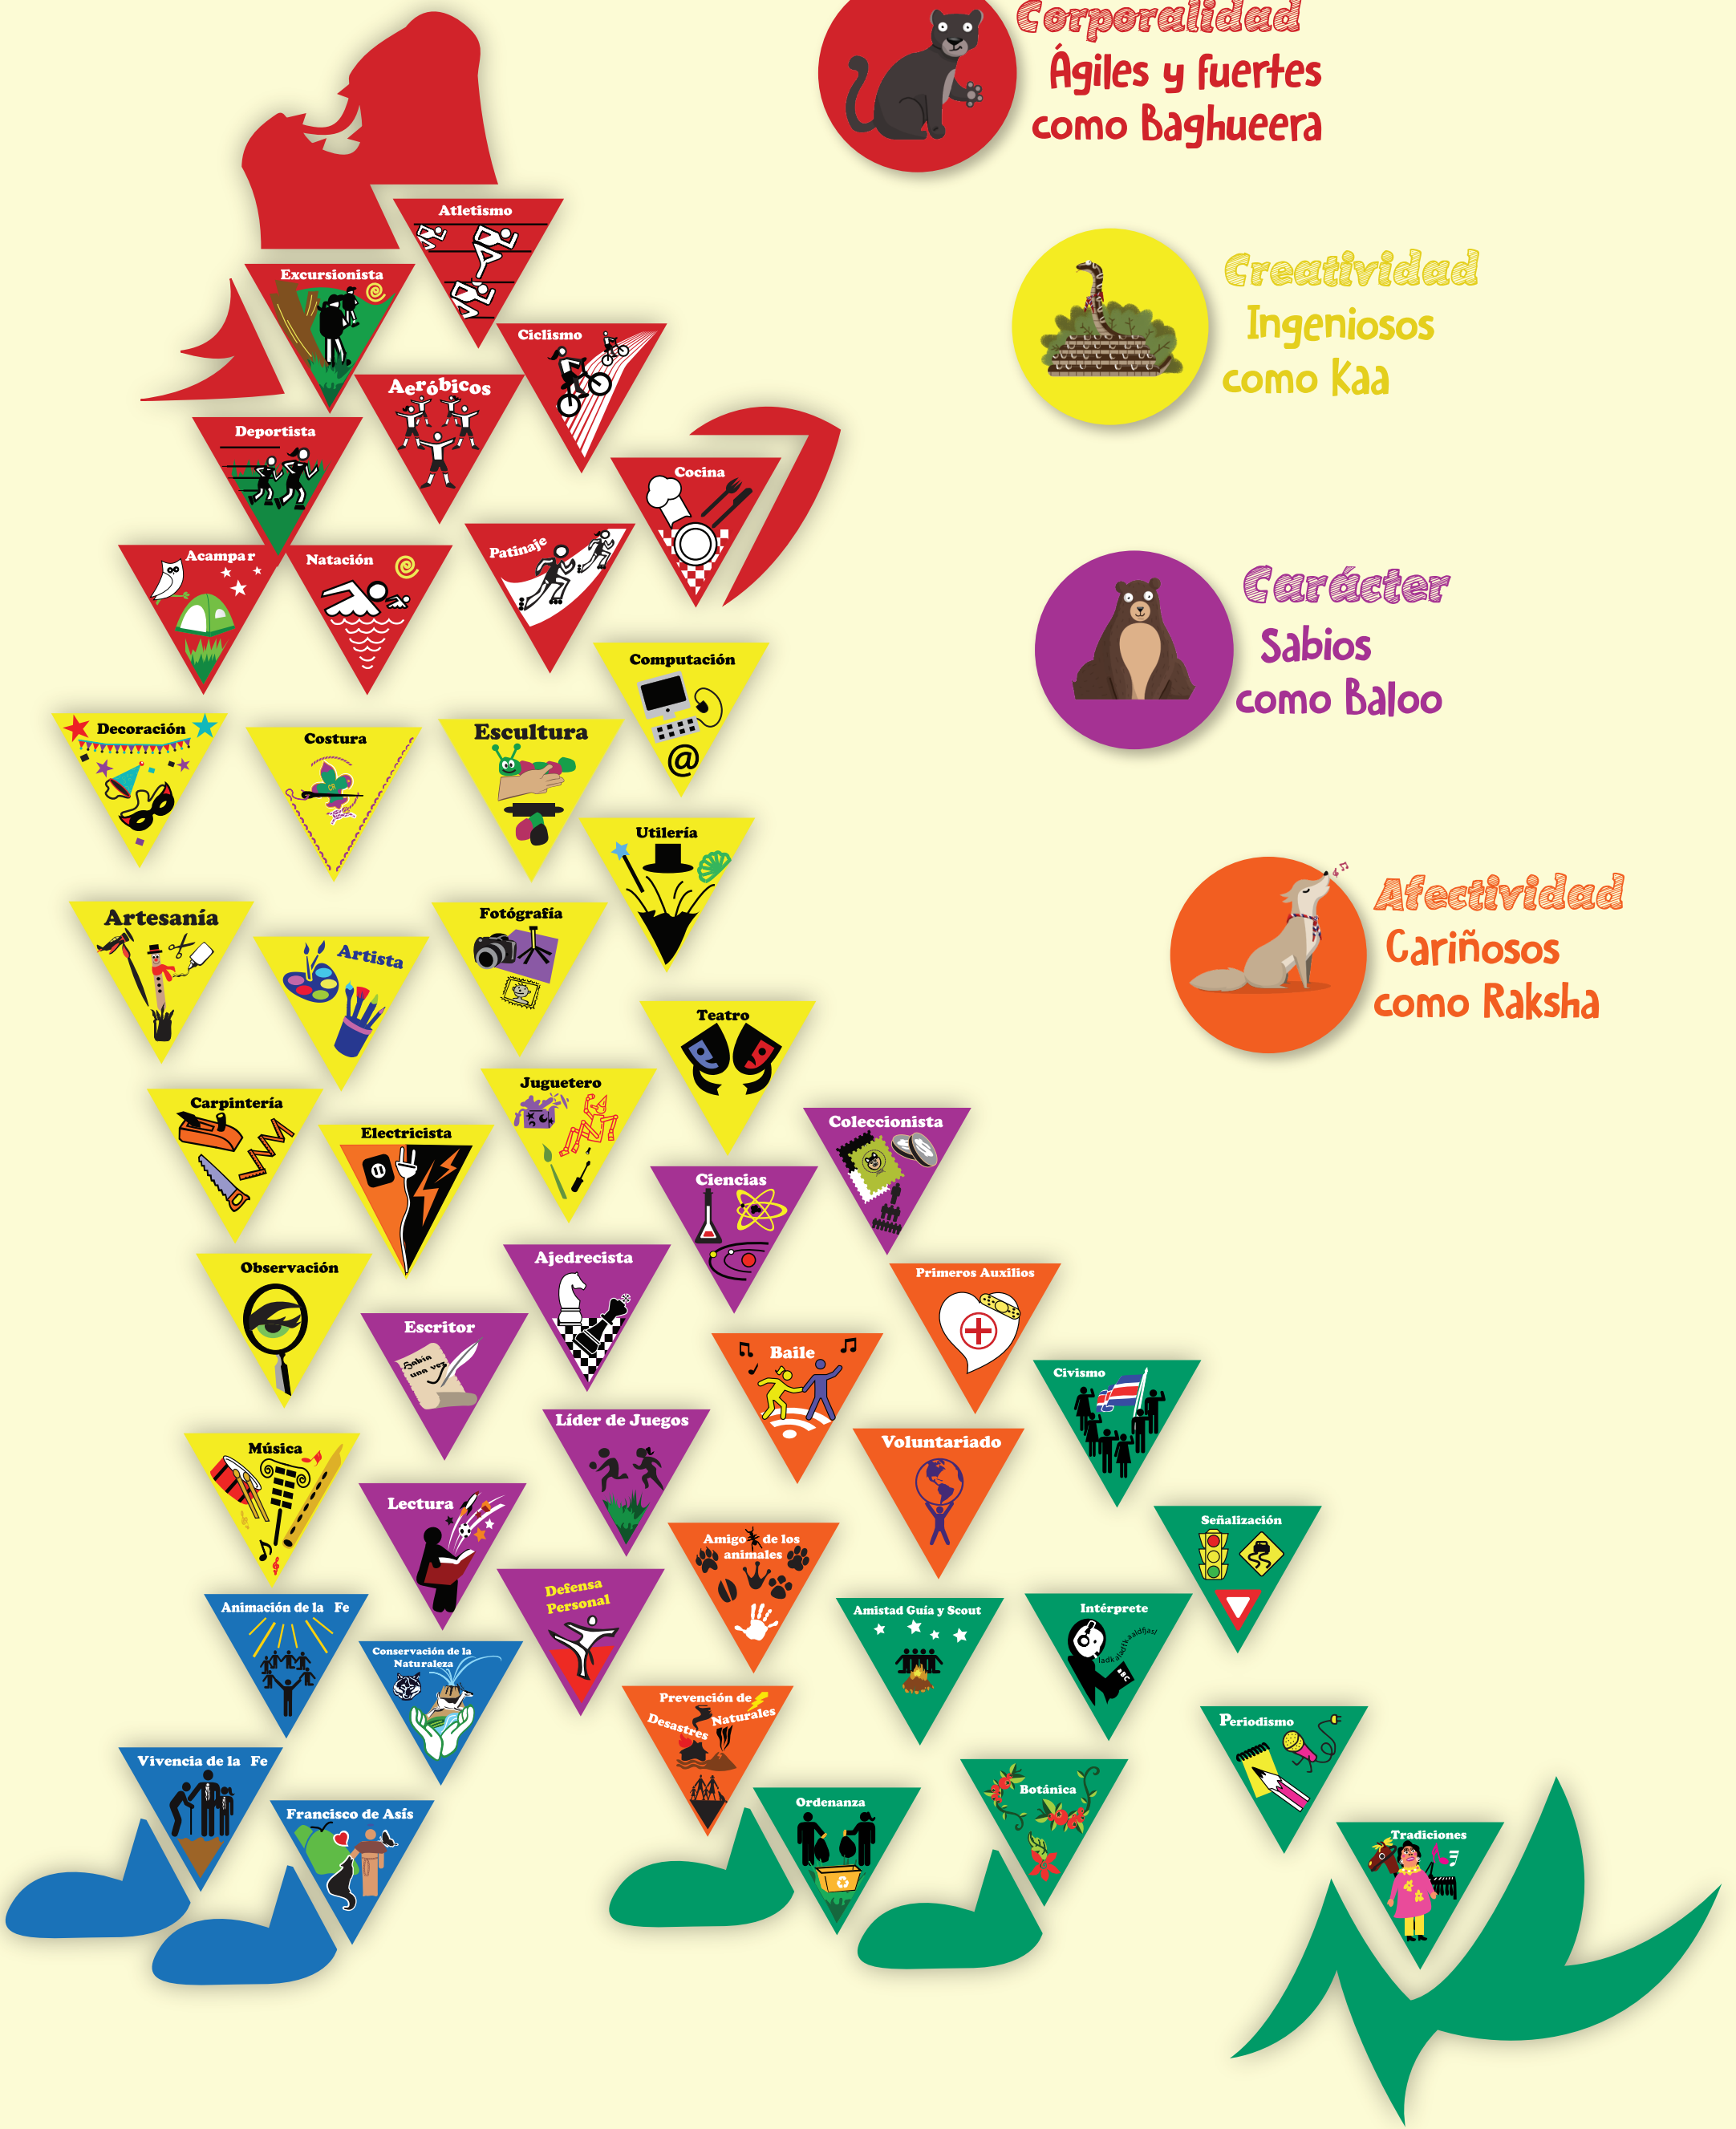 Corporalidad
Ágiles y fuertes
como Baghueera
Creatividad
Ingeniosos
como Kaa
Carácter
Sabios
como Baloo
Afectividad
Cariñosos
como Raksha
Atletismo
Excursionista
Ciclismo
Aeróbicos
Deportista
Cocina
Acampar
Natación
Patinaje
Computación
@
Decoración
Costura
CR
Escultura
Utilería
Artesanía
Artista
Fotógrafía
Teatro
Carpintería
Electricista
Juguetero
Coleccionista
Ciencias
Observación
Ajedrecista
Primeros Auxilios
Escritor
Había
una vez
Baile
Civismo
Música
Líder de Juegos
Voluntariado
Lectura
Señalización
Amigo de los
animales
Defensa
Personal
Animación de la Fe
Conservación de la
Naturaleza
Amistad Guía y Scout
Intérprete
ABC
Prevención de
Desastres Naturales
Periodismo
Vivencia de la Fe
Francisco de Asís
Ordenanza
Botánica
Tradiciones